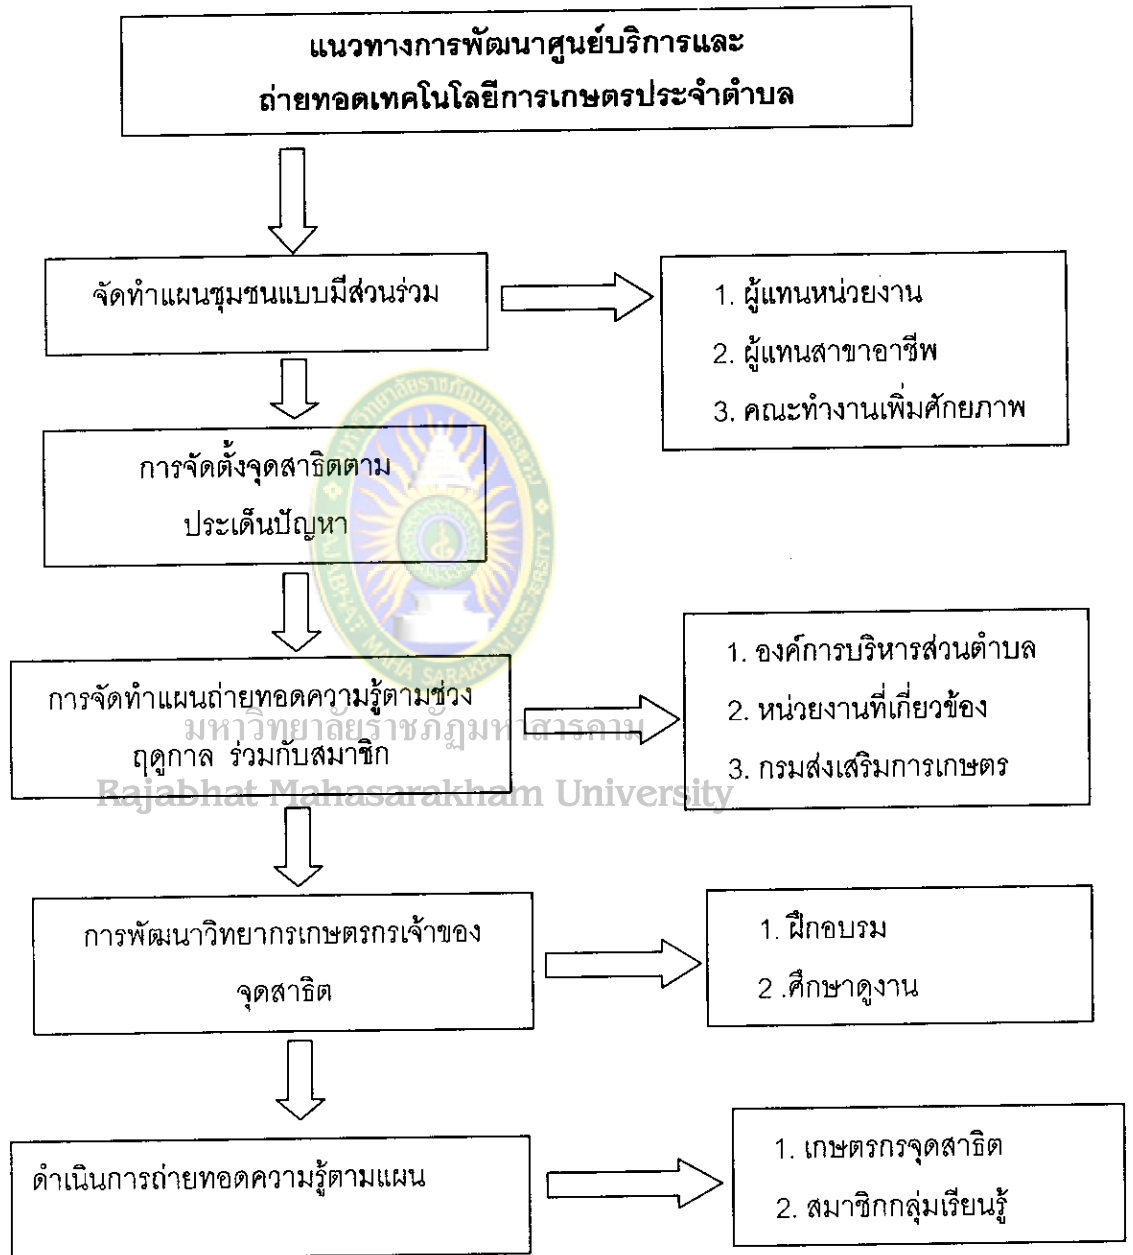 แนวทางการพัฒนาศูนย์บริการและ
ถ่ายทอดเทคโนโลยีการเกษตรประจำตำบล
จัดทำแผนชุมชนแบบมีส่วนร่วม
1. ผู้แทนหน่วยงาน
2. ผู้แทนสาขาอาชีพ
3. คณะทำงานเพิ่มศักยภาพ
การจัดตั้งจุดสาธิตตาม
ประเด็นปัญหา
การจัดทำแผนถ่ายทอดความรู้ตามช่วง
ฤดูกาล ร่วมกับสมาชิก
1. องค์การบริหารส่วนตำบล
2. หน่วยงานที่เกี่ยวข้อง
3. กรมส่งเสริมการเกษตร
มหาวิทยาลัยราชภัฏมหาสารคาม
Rajabhat Mahasarakham University
การพัฒนาวิทยากรเกษตรกรเจ้าของ
จุดสาธิต
1. ฝึกอบรม
2 .ศึกษาดูงาน
ดำเนินการถ่ายทอดความรู้ตามแผน
1. เกษตรกรจุดสาธิต
2. สมาชิกกลุ่มเรียนรู้